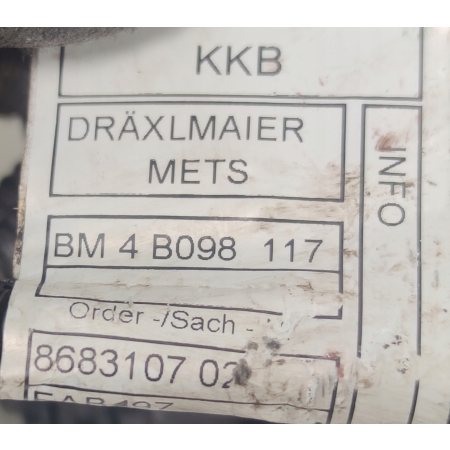 KKB
DRÄXLMAIER
METS
INFO
BM 4 B098 117
Order -/Sach -
8683107 02